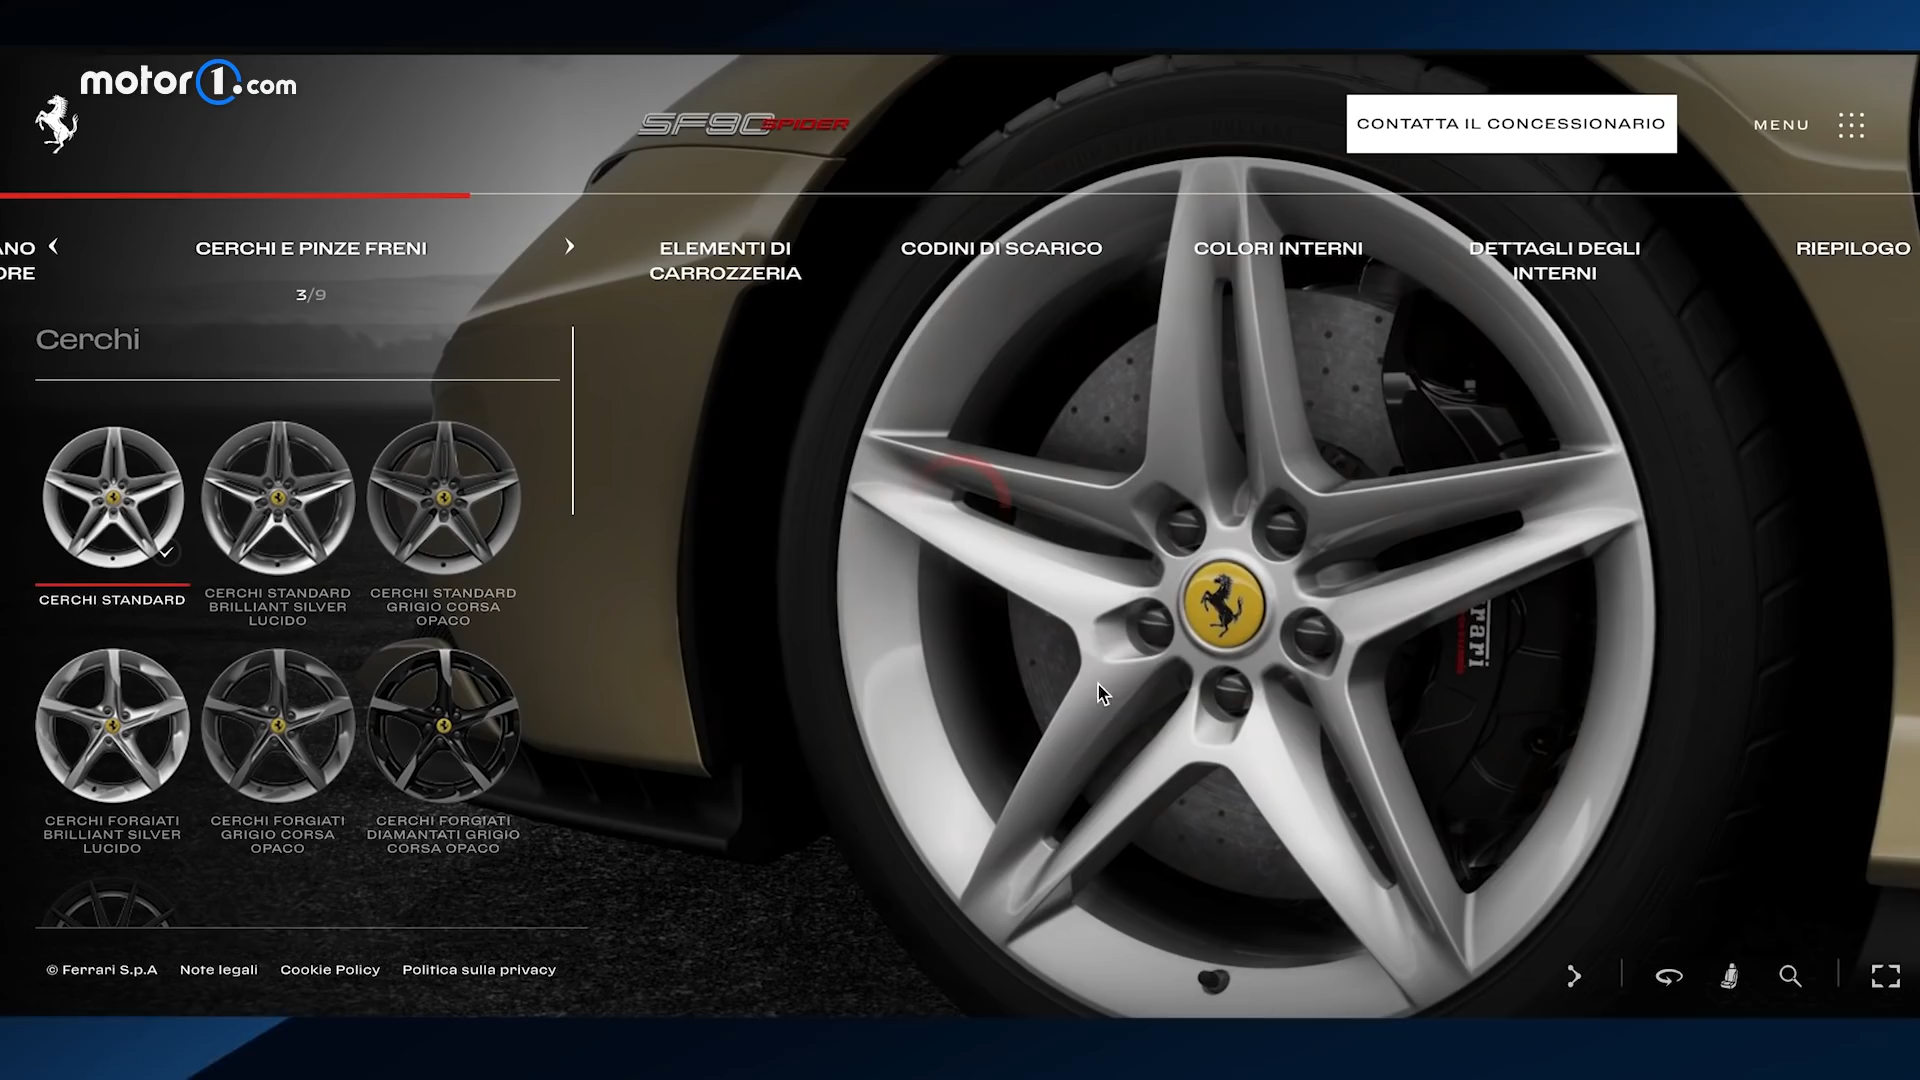 motor1.com
SF90 SPIDER
CONTATTA IL CONCESSIONARIO
MENU
CERCHI E PINZE FRENI
3/9
ELEMENTI DI
CARROZZERIA
CODINI DI SCARICO
COLORI INTERNI
DETTAGLI DEGLI
INTERNI
RIEPILOGO
Cerchi
CERCHI STANDARD
CERCHI STANDARD
BRILLIANT SILVER
LUCIDO
CERCHI STANDARD
GRIGIO CORSA
OPACO
CERCHI FORGIATI
BRILLIANT SILVER
LUCIDO
CERCHI FORGIATI
GRIGIO CORSA
OPACO
CERCHI FORGIATI
DIAMANTATI GRIGIO
CORSA OPACO
© Ferrari S.p.A
Note legali
Cookie Policy
Politica sulla privacy